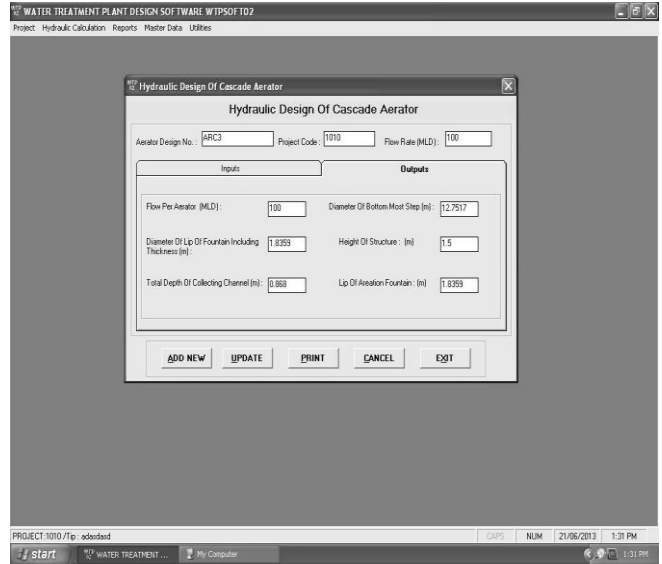 WATER TREATMENT PLANT DESIGN SOFTWARE WTPSOFT02
Project Hydraulic Calculation Reports Master Data Utilities
Hydraulic Design Of Cascade Aerator
Hydraulic Design Of Cascade Aerator
Aerator Design No. : ARC3 Project Code : 1010 Flow Rate (MLD) : 100
Inputs Outputs
Flow Per Aerator (MLD) : 100 Diameter Of Bottom Most Step (m) : 12.7517
Diameter Of Lip Of Fountain Including Thickness (m) : 1.8359 Height Of Structure : (m) 1.5
Total Depth Of Collecting Channel (m) : 0.868 Lip Of Areation Fountain : (m) 1.8359
ADD NEW UPDATE PRINT CANCEL EXIT
PROJECT:1010 /Tip : adasdasd CAPS NUM 21/06/2013 1:31 PM
start WATER TREATMENT ... My Computer 1:31 PM